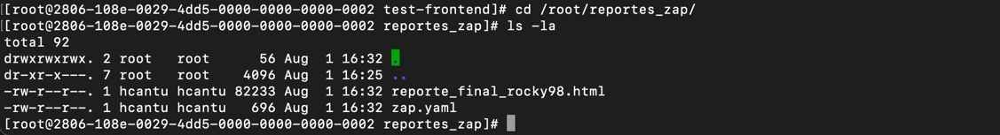 [[root@2806-108e-0029-4dd5-0000-0000-0000-0002 test-frontend]# cd /root/reportes_zap/
[[root@2806-108e-0029-4dd5-0000-0000-0000-0002 reportes_zap]# ls -la
total 92
drwxrwxrwx. 2 root   root      56 Aug  1 16:32 .
dr-xr-x---. 7 root   root    4096 Aug  1 16:25 ..
-rw-r--r--. 1 hcantu hcantu 82233 Aug  1 16:32 reporte_final_rocky98.html
-rw-r--r--. 1 hcantu hcantu   696 Aug  1 16:32 zap.yaml
[root@2806-108e-0029-4dd5-0000-0000-0000-0002 reportes_zap]#